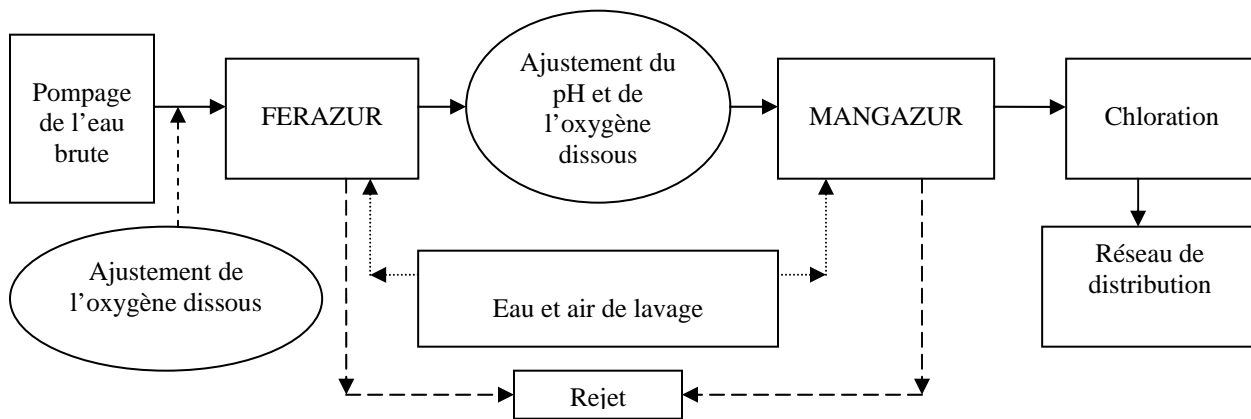 Pompage
de l’eau
brute
FERAZUR
Ajustement du
pH et de
l’oxygène
dissous
MANGAZUR
Chloration
Ajustement de
l’oxygène dissous
Eau et air de lavage
Réseau de
distribution
Rejet